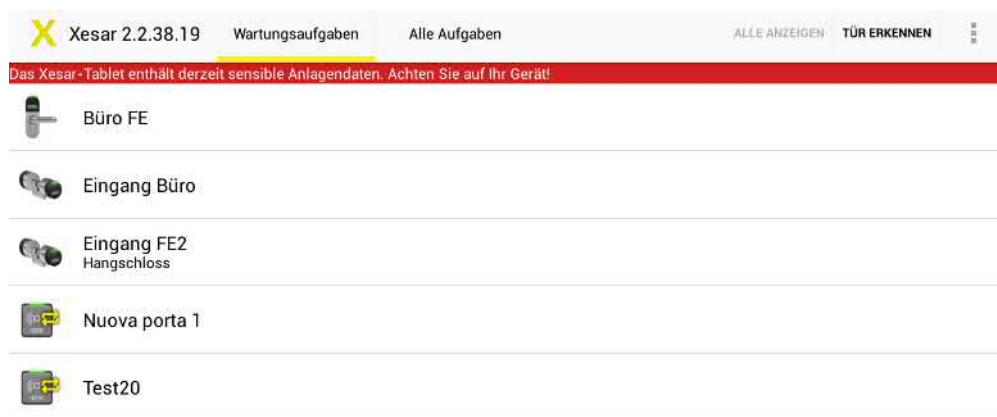 X Xesar 2.2.38.19 Wartungsaufgaben Alle Aufgaben ALLE ANZEIGEN TÜR ERKENNEN
Das Xesar-Tablet enthält derzeit sensible Anlagendaten. Achten Sie auf Ihr Gerät!
Büro FE
Eingang Büro
Eingang FE2
Hangschloss
Nuova porta 1
Test20